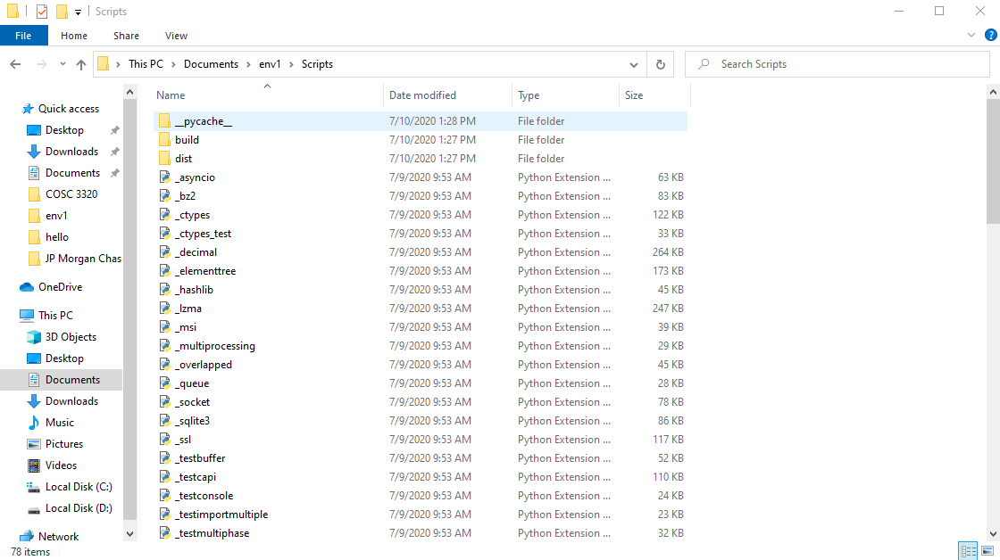 Scripts
File Home Share View
This PC Documents env1 Scripts Search Scripts
Name Date modified Type Size
Quick access
Desktop
Downloads
Documents
COSC 3320
env1
hello
JP Morgan Chas
OneDrive
This PC
3D Objects
Desktop
Documents
Downloads
Music
Pictures
Videos
Local Disk (C:)
Local Disk (D:)
Network
__pycache__ 7/10/2020 1:28 PM File folder
build 7/10/2020 1:27 PM File folder
dist 7/10/2020 1:27 PM File folder
_asyncio 7/9/2020 9:53 AM Python Extension ... 63 KB
_bz2 7/9/2020 9:53 AM Python Extension ... 83 KB
_ctypes 7/9/2020 9:53 AM Python Extension ... 122 KB
_ctypes_test 7/9/2020 9:53 AM Python Extension ... 33 KB
_decimal 7/9/2020 9:53 AM Python Extension ... 264 KB
_elementtree 7/9/2020 9:53 AM Python Extension ... 173 KB
_hashlib 7/9/2020 9:53 AM Python Extension ... 45 KB
_lzma 7/9/2020 9:53 AM Python Extension ... 247 KB
_msi 7/9/2020 9:53 AM Python Extension ... 39 KB
_multiprocessing 7/9/2020 9:53 AM Python Extension ... 29 KB
_overlapped 7/9/2020 9:53 AM Python Extension ... 45 KB
_queue 7/9/2020 9:53 AM Python Extension ... 28 KB
_socket 7/9/2020 9:53 AM Python Extension ... 78 KB
_sqlite3 7/9/2020 9:53 AM Python Extension ... 86 KB
_ssl 7/9/2020 9:53 AM Python Extension ... 117 KB
_testbuffer 7/9/2020 9:53 AM Python Extension ... 52 KB
_testcapi 7/9/2020 9:53 AM Python Extension ... 110 KB
_testconsole 7/9/2020 9:53 AM Python Extension ... 24 KB
_testimportmultiple 7/9/2020 9:53 AM Python Extension ... 23 KB
_testmultiphase 7/9/2020 9:53 AM Python Extension ... 32 KB
78 items